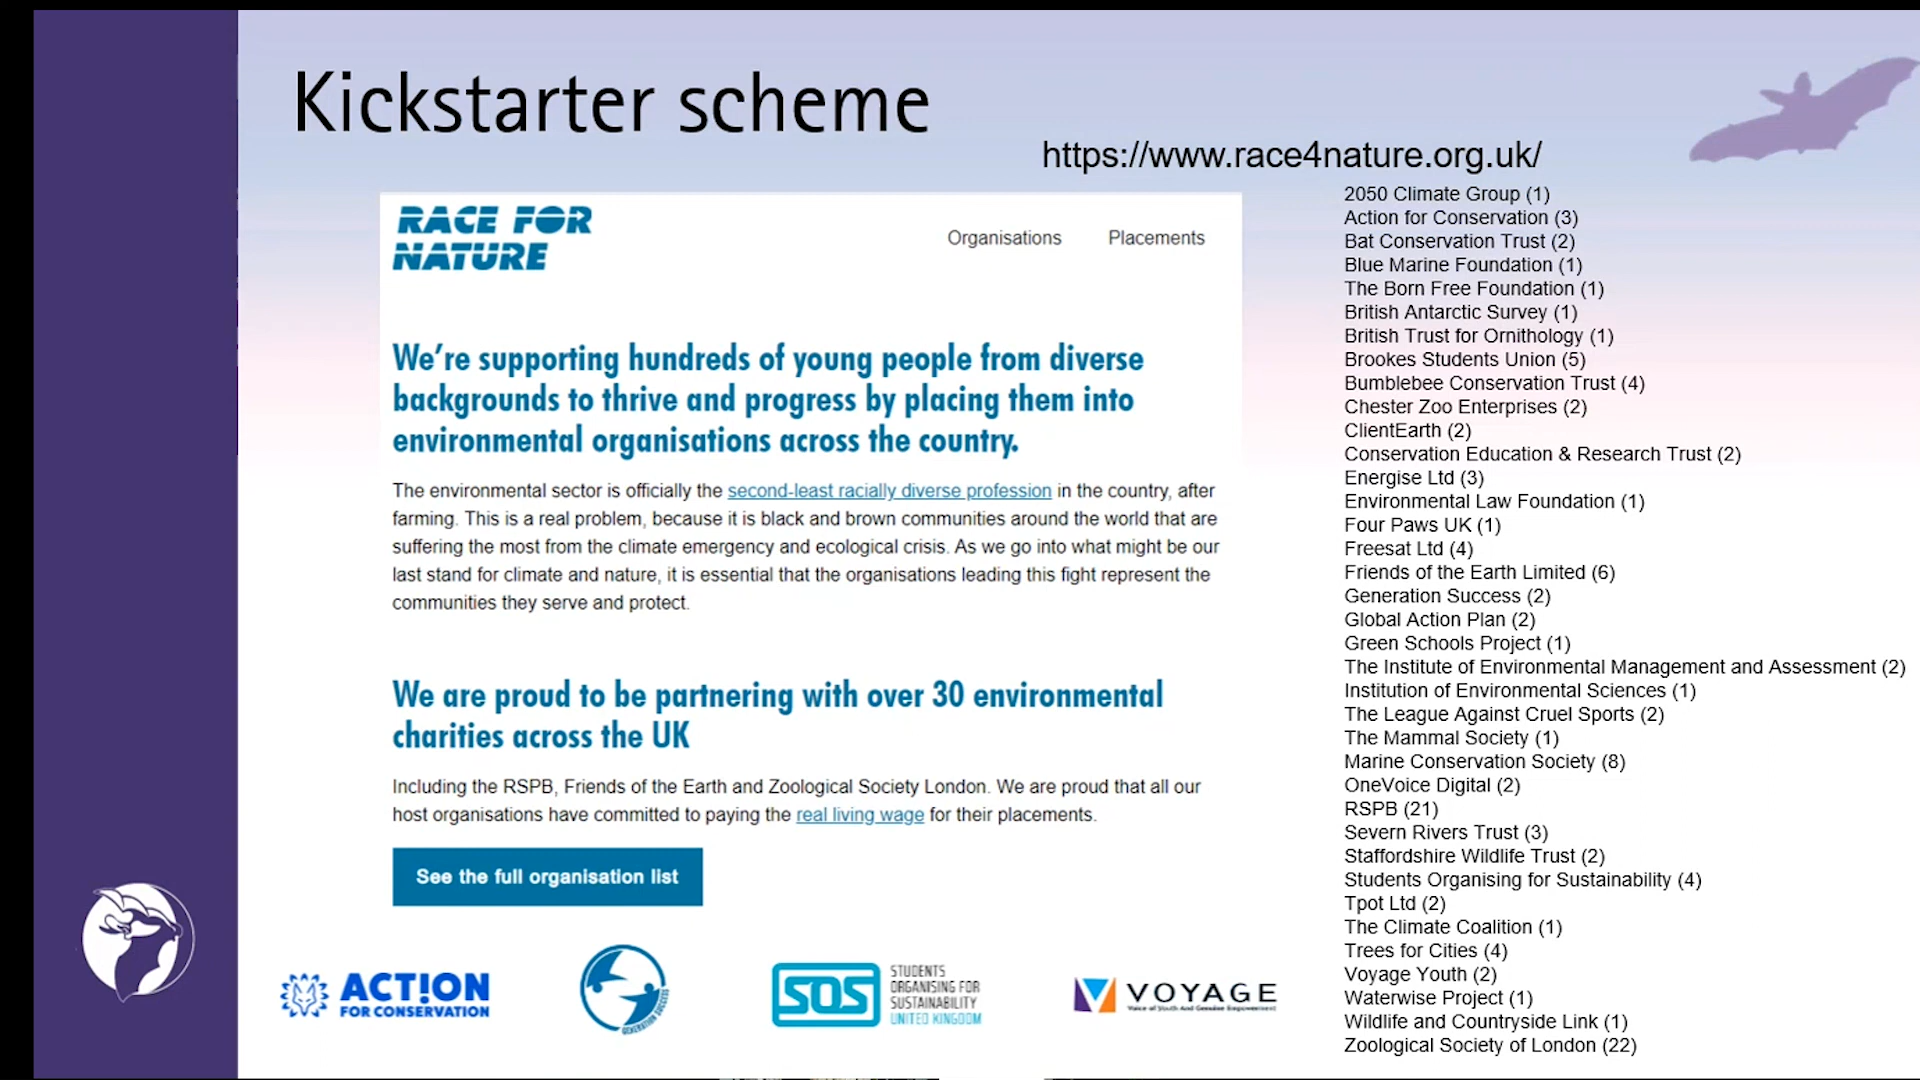 Kickstarter scheme
https://www.race4nature.org.uk/
RACE FOR
NATURE
Organisations
Placements
We're supporting hundreds of young people from diverse
backgrounds to thrive and progress by placing them into
environmental organisations across the country.
The environmental sector is officially the second-least racially diverse profession in the country, after
farming. This is a real problem, because it is black and brown communities around the world that are
suffering the most from the climate emergency and ecological crisis. As we go into what might be our
last stand for climate and nature, it is essential that the organisations leading this fight represent the
communities they serve and protect.
We are proud to be partnering with over 30 environmental
charities across the UK
Including the RSPB, Friends of the Earth and Zoological Society London. We are proud that all our
host organisations have committed to paying the real living wage for their placements.
See the full organisation list
ACT!ON
FOR CONSERVATION
GENERATION SUCCESS
SOS
STUDENTS
ORGANISING FOR
SUSTAINABILITY
UNITED KINGDOM
VOYAGE
Voice of Youth And Genuine Empowerment
2050 Climate Group (1)
Action for Conservation (3)
Bat Conservation Trust (2)
Blue Marine Foundation (1)
The Born Free Foundation (1)
British Antarctic Survey (1)
British Trust for Ornithology (1)
Brookes Students Union (5)
Bumblebee Conservation Trust (4)
Chester Zoo Enterprises (2)
ClientEarth (2)
Conservation Education & Research Trust (2)
Energise Ltd (3)
Environmental Law Foundation (1)
Four Paws UK (1)
Freesat Ltd (4)
Friends of the Earth Limited (6)
Generation Success (2)
Global Action Plan (2)
Green Schools Project (1)
The Institute of Environmental Management and Assessment (2)
Institution of Environmental Sciences (1)
The League Against Cruel Sports (2)
The Mammal Society (1)
Marine Conservation Society (8)
OneVoice Digital (2)
RSPB (21)
Severn Rivers Trust (3)
Staffordshire Wildlife Trust (2)
Students Organising for Sustainability (4)
Tpot Ltd (2)
The Climate Coalition (1)
Trees for Cities (4)
Voyage Youth (2)
Waterwise Project (1)
Wildlife and Countryside Link (1)
Zoological Society of London (22)